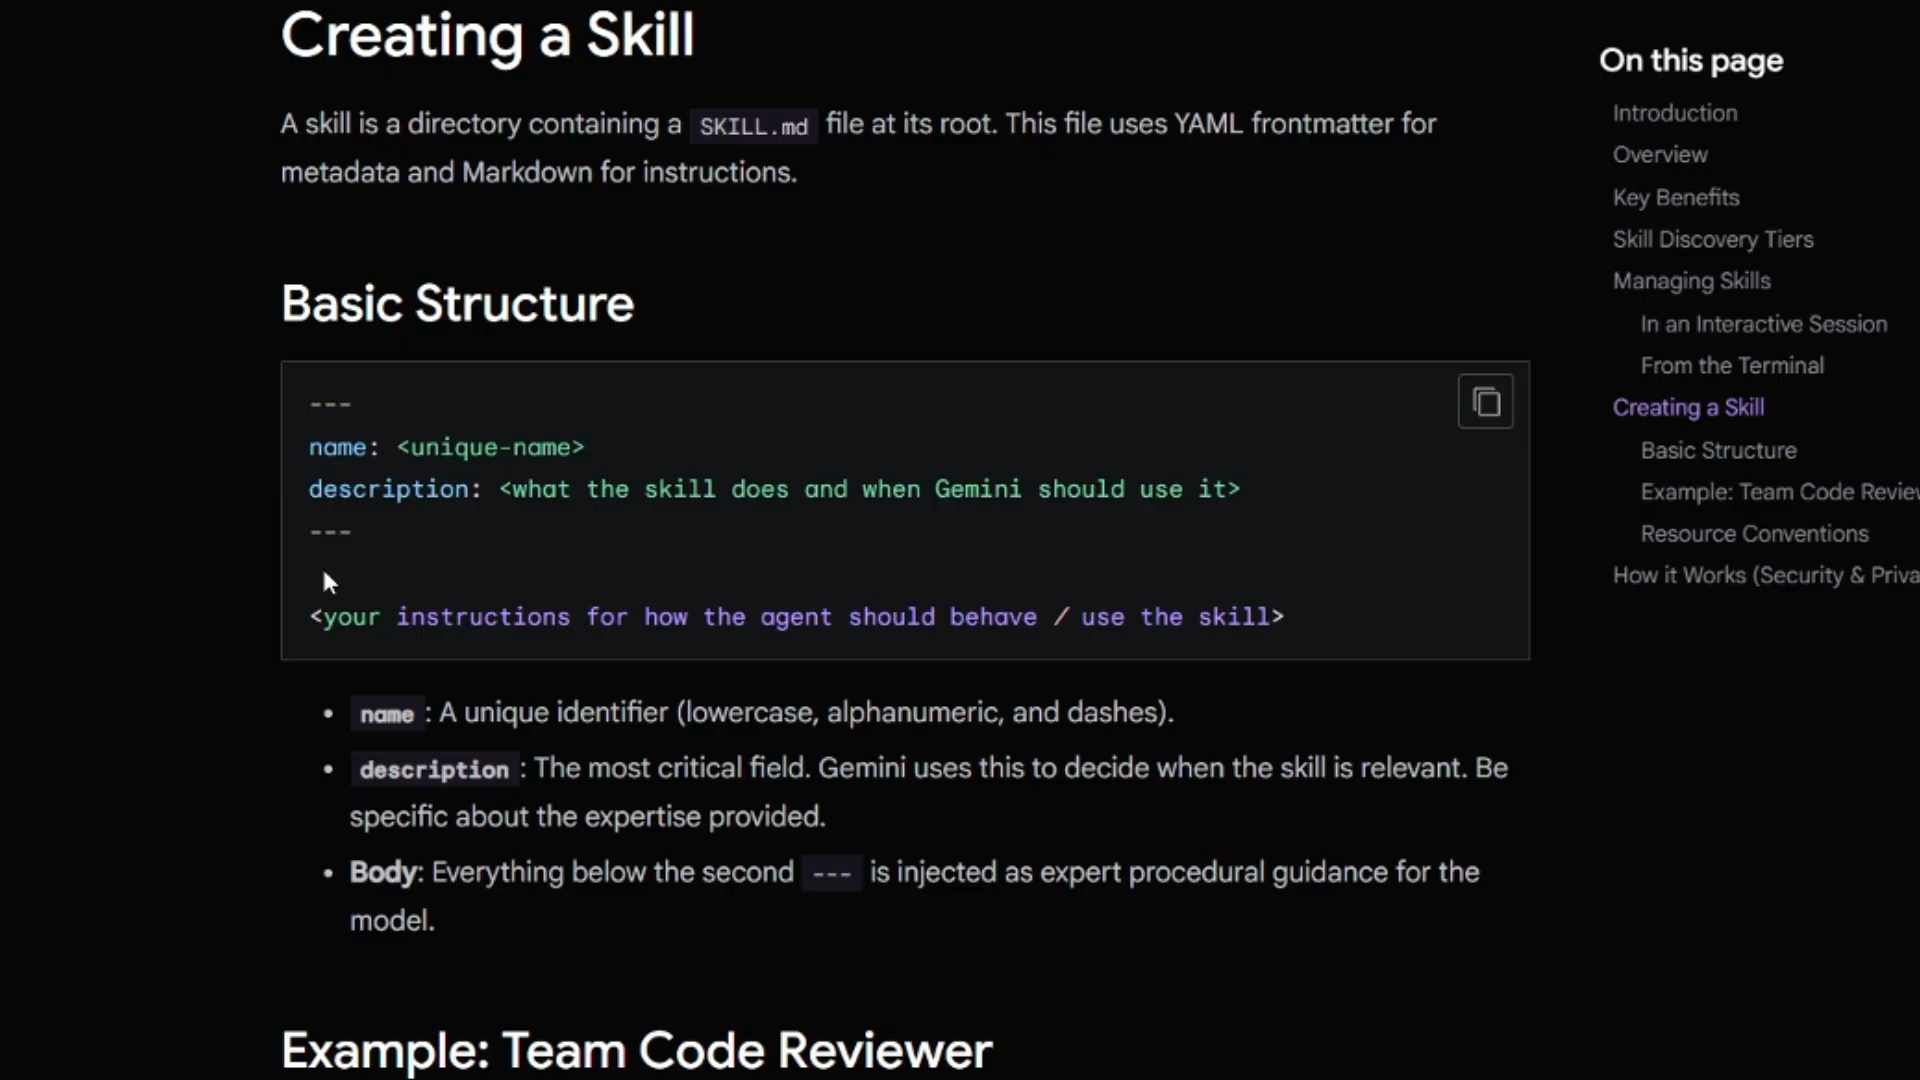 Creating a Skill
A skill is a directory containing a SKILL.md file at its root. This file uses YAML frontmatter for
metadata and Markdown for instructions.
Basic Structure
---
name: <unique-name>
description: <what the skill does and when Gemini should use it>
---
<your instructions for how the agent should behave / use the skill>
• name : A unique identifier (lowercase, alphanumeric, and dashes).
• description : The most critical field. Gemini uses this to decide when the skill is relevant. Be
specific about the expertise provided.
• Body: Everything below the second --- is injected as expert procedural guidance for the
model.
Example: Team Code Reviewer
On this page
Introduction
Overview
Key Benefits
Skill Discovery Tiers
Managing Skills
In an Interactive Session
From the Terminal
Creating a Skill
Basic Structure
Example: Team Code Review
Resource Conventions
How it Works (Security & Priva